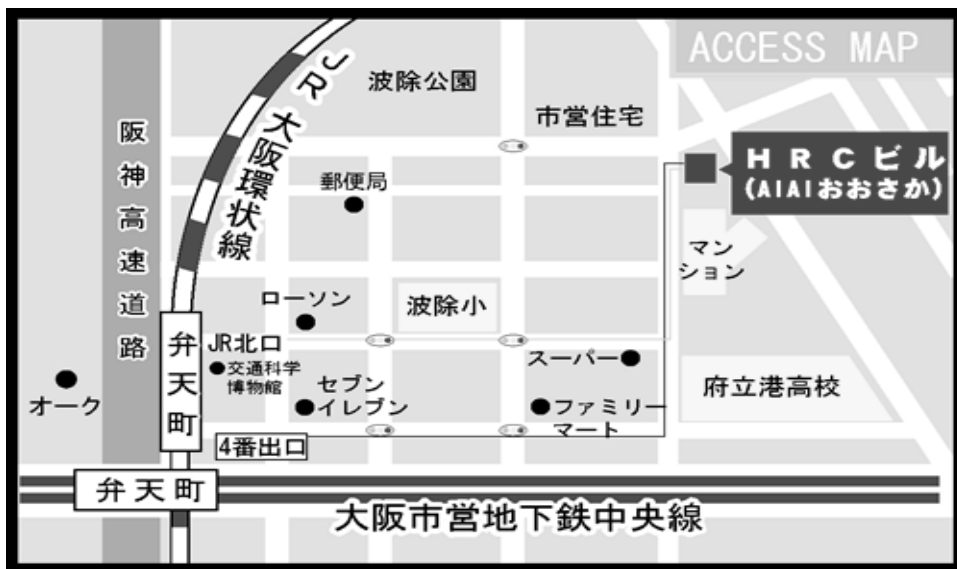 ACCESS MAP
波除公園
市営住宅
JR大阪環状線
阪神高速道路
HRCビル
(AIAIおおさか)
郵便局
マン
ション
ローソン
波除小
JR北口
交通科学
博物館
スーパー
弁天町
オーク
セブン
イレブン
ファミリー
マート
府立港高校
4番出口
弁天町
大阪市営地下鉄中央線